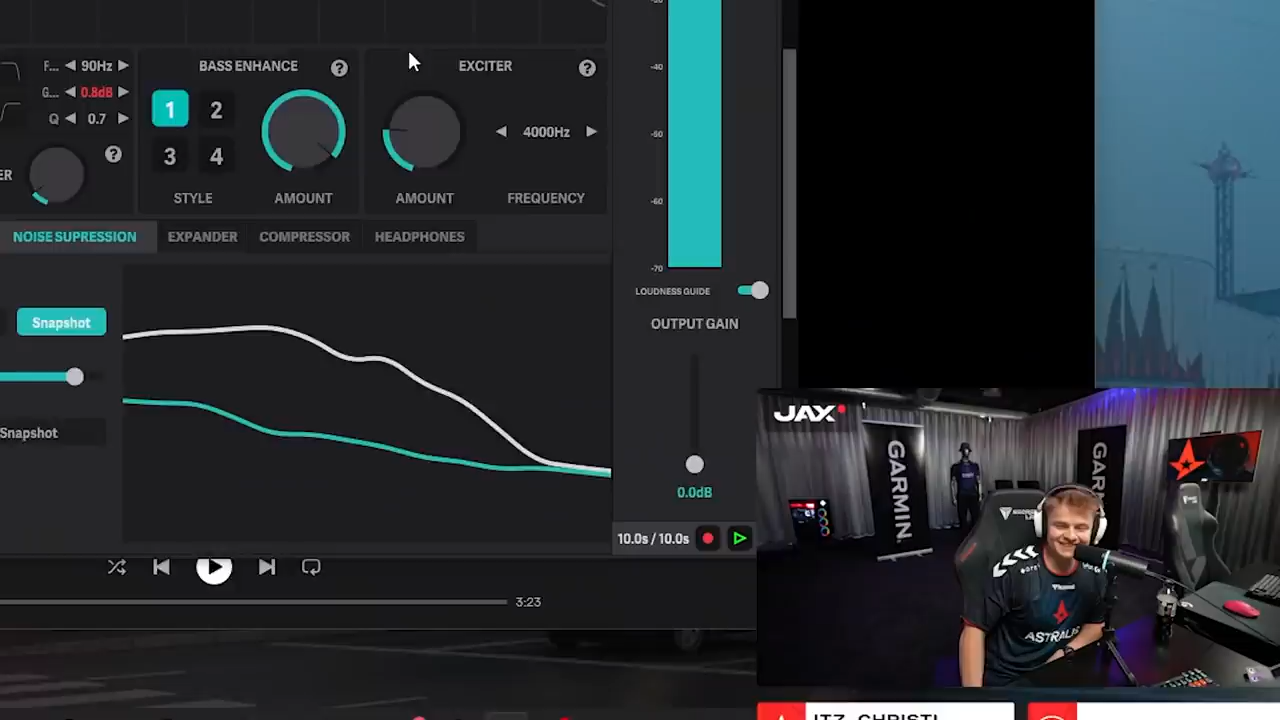 -40
F... 90Hz
BASS ENHANCE ?
EXCITER ?
G... 0.8dB
Q 0.7
1 2
3 4
4000Hz
-50
?
ER
STYLE
AMOUNT
AMOUNT
FREQUENCY
-60
NOISE SUPRESSION
EXPANDER
COMPRESSOR
HEADPHONES
-70
LOUDNESS GUIDE
Snapshot
OUTPUT GAIN
Snapshot
0.0dB
10.0s / 10.0s
3:23
JAX
GARMIN.
GARMIN
ASTRALIS